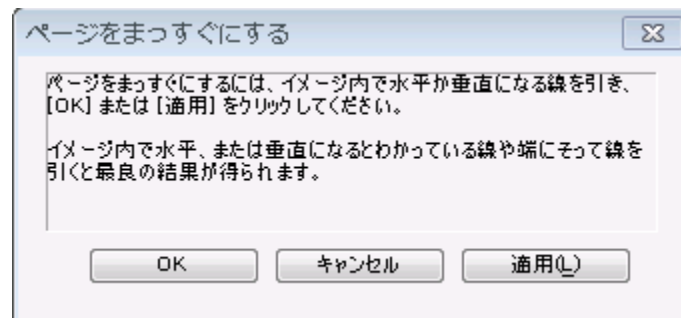 ページをまっすぐにする
ページをまっすぐにするには、イメージ内で水平か垂直になる線を引き、
[OK] または [適用] をクリックしてください。
イメージ内で水平、または垂直になるとわかっている線や端にそって線を
引くと最良の結果が得られます。
OK
キャンセル
適用(L)